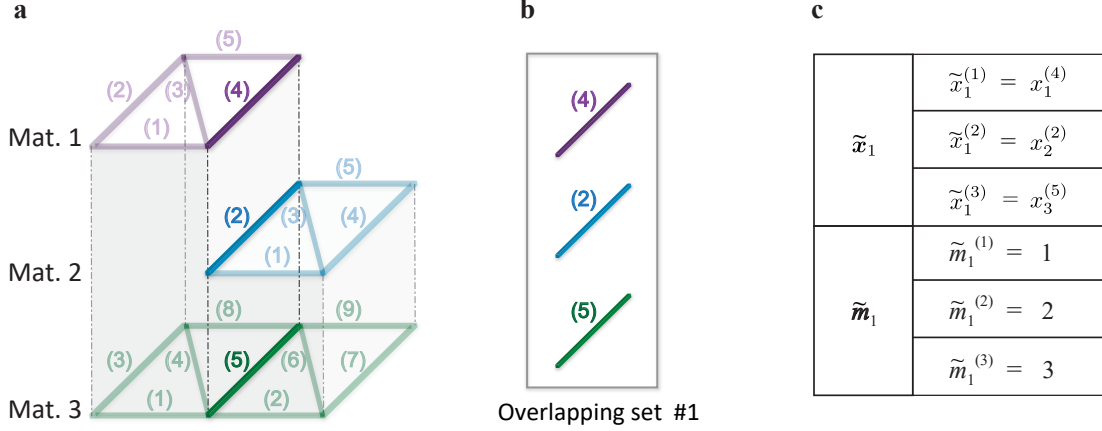 a
b
c
(5)
(2)
(3)
(4)
(1)
Mat. 1
(5)
(2)
(3)
(4)
(1)
Mat. 2
(8)
(9)
(3)
(4)
(5)
(6)
(7)
(1)
(2)
Mat. 3
(4)
(2)
(5)
Overlapping set #1
x̃₁
x̃₁⁽¹⁾ = x₁⁽⁴⁾
x̃₁⁽²⁾ = x₂⁽²⁾
x̃₁⁽³⁾ = x₃⁽⁵⁾
m̃₁
m̃₁⁽¹⁾ = 1
m̃₁⁽²⁾ = 2
m̃₁⁽³⁾ = 3